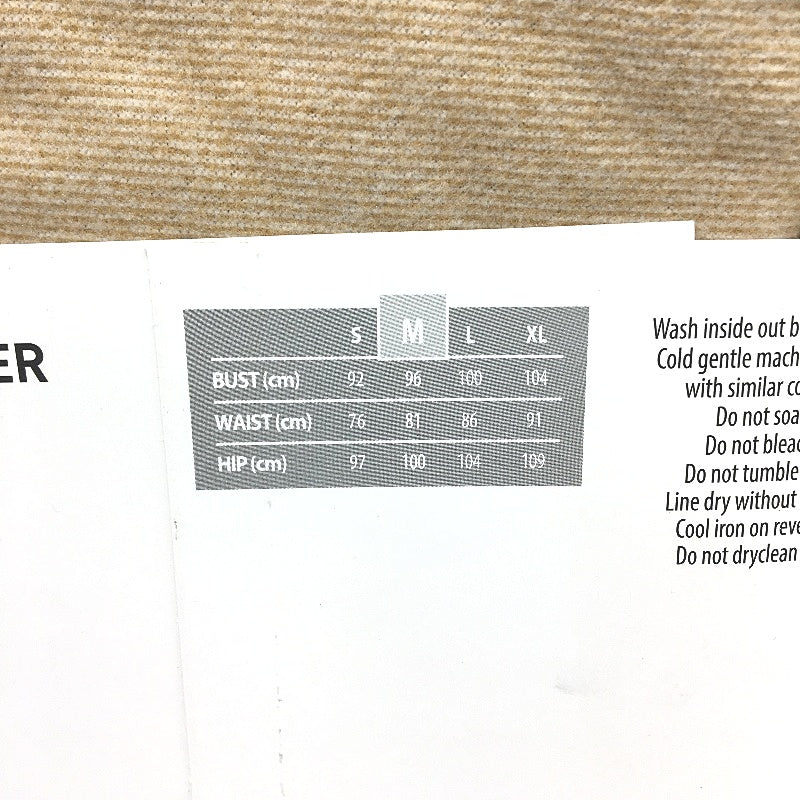 ER
S M L XL
BUST (cm) 92 96 100 104
WAIST (cm) 76 81 86 91
HIP (cm) 97 100 104 109
Wash inside out b
Cold gentle mach
with similar co
Do not soa
Do not bleac
Do not tumble
Line dry without
Cool iron on reve
Do not dryclean